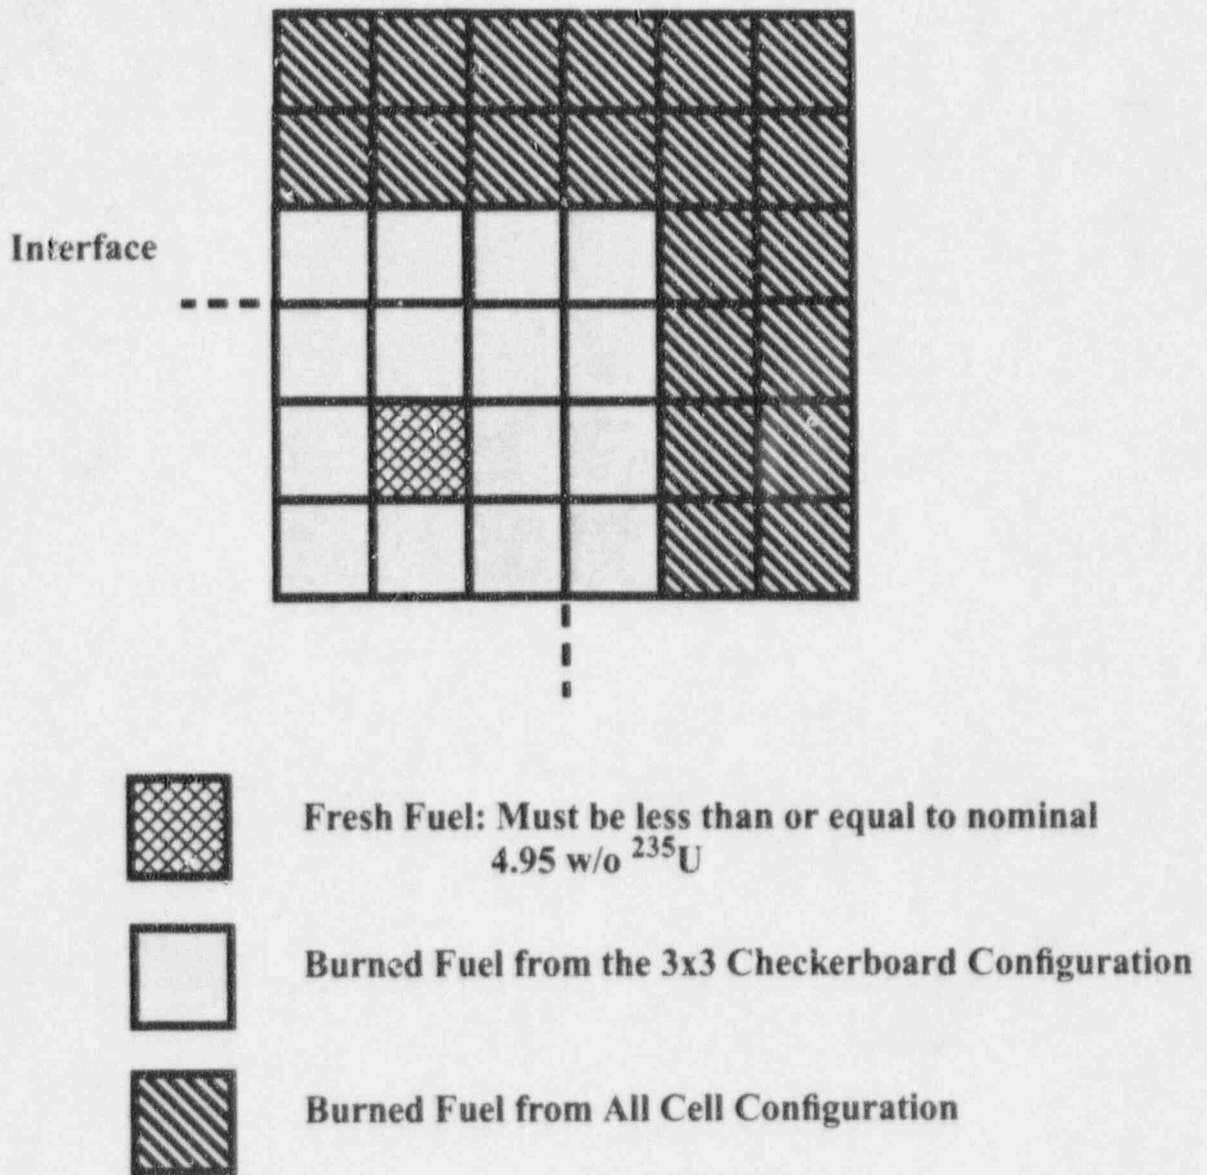 Interface
Fresh Fuel: Must be less than or equal to nominal
4.95 w/o ²³⁵U
Burned Fuel from the 3x3 Checkerboard Configuration
Burned Fuel from All Cell Configuration